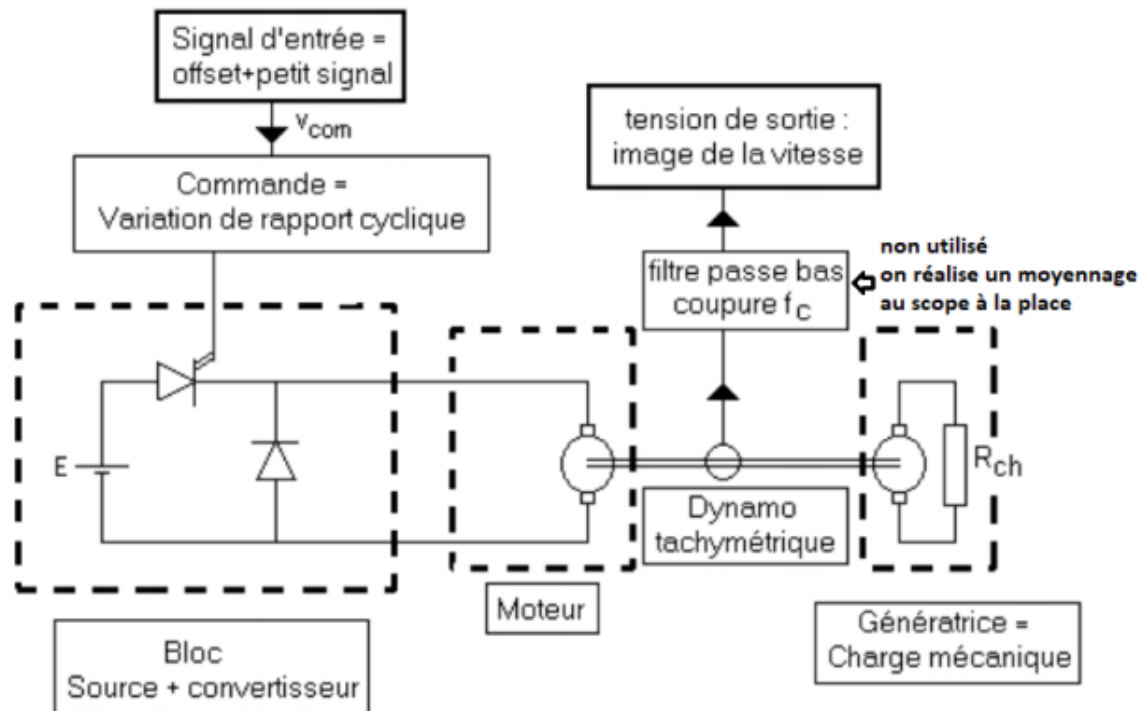 Signal d'entrée =
offset+petit signal
vcom
Commande =
Variation de rapport cyclique
tension de sortie :
image de la vitesse
filtre passe bas
coupure fc
non utilisé
on réalise un moyennage
au scope à la place
E
Rch
Dynamo
tachymétrique
Moteur
Bloc
Source + convertisseur
Génératrice =
Charge mécanique